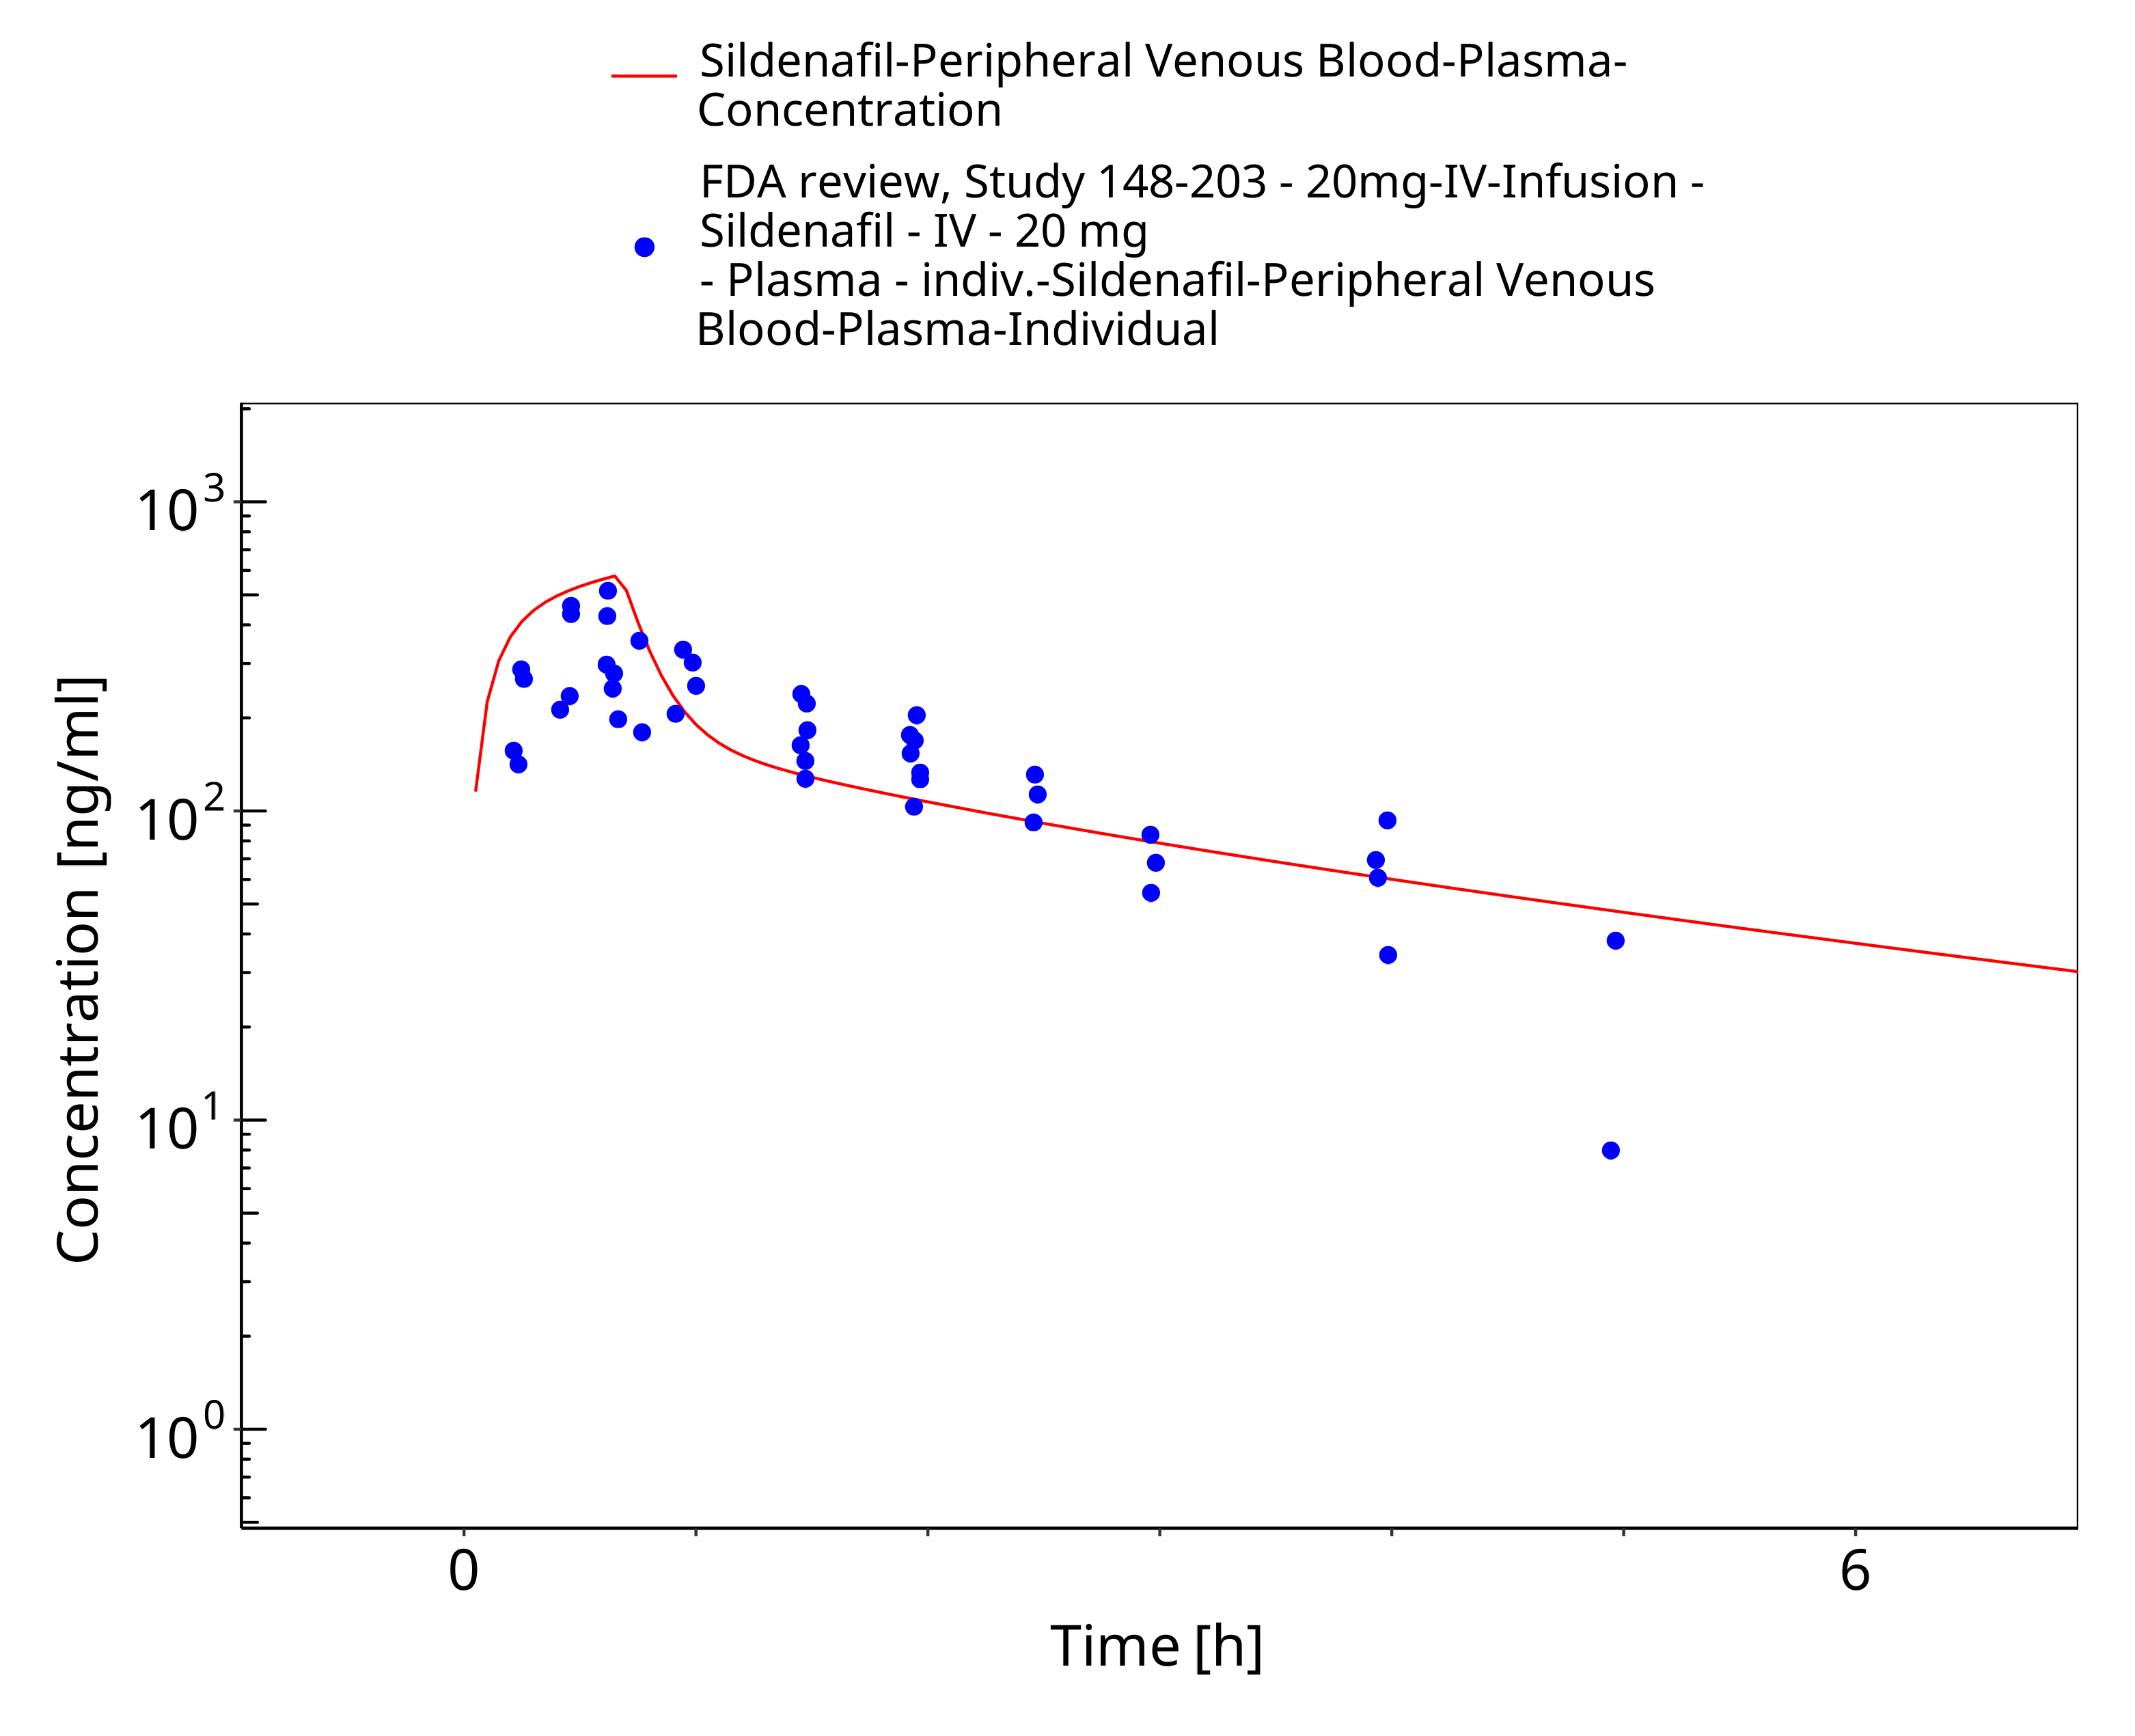 Sildenafil-Peripheral Venous Blood-Plasma-
Concentration
FDA review, Study 148-203 - 20mg-IV-Infusion -
Sildenafil - IV - 20 mg
- Plasma - indiv.-Sildenafil-Peripheral Venous
Blood-Plasma-Individual
10³
10²
10¹
10⁰
Concentration [ng/ml]
0 6
Time [h]